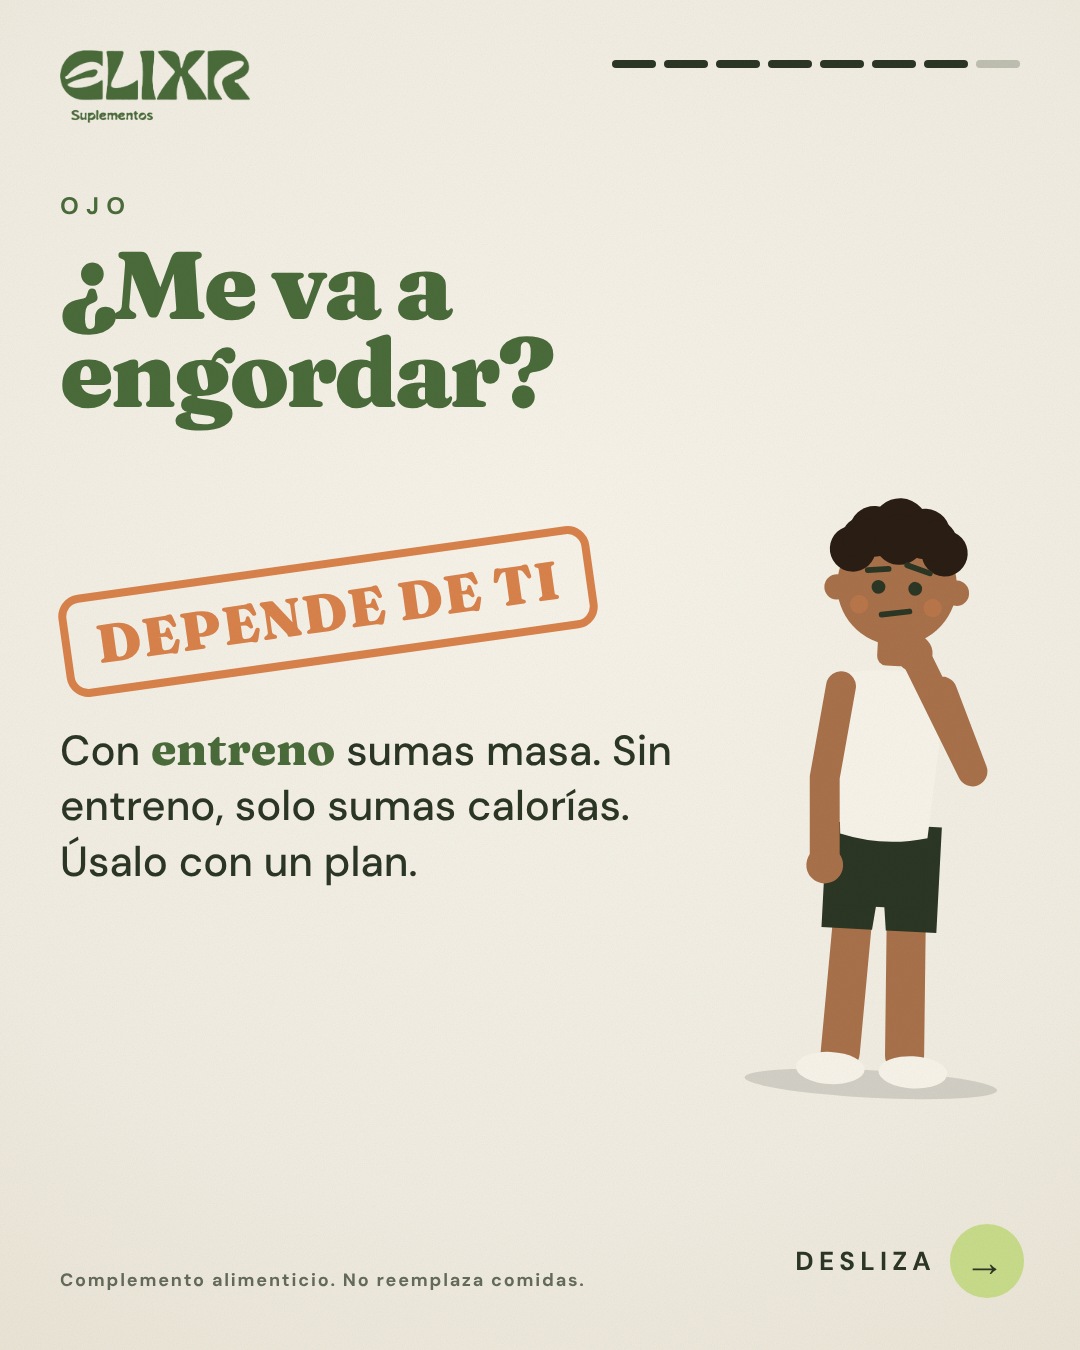 ELIXR
Suplementos
OJO
¿Me va a
engordar?
DEPENDE DE TI
Con entreno sumas masa. Sin
entreno, solo sumas calorías.
Úsalo con un plan.
DESLIZA →
Complemento alimenticio. No reemplaza comidas.